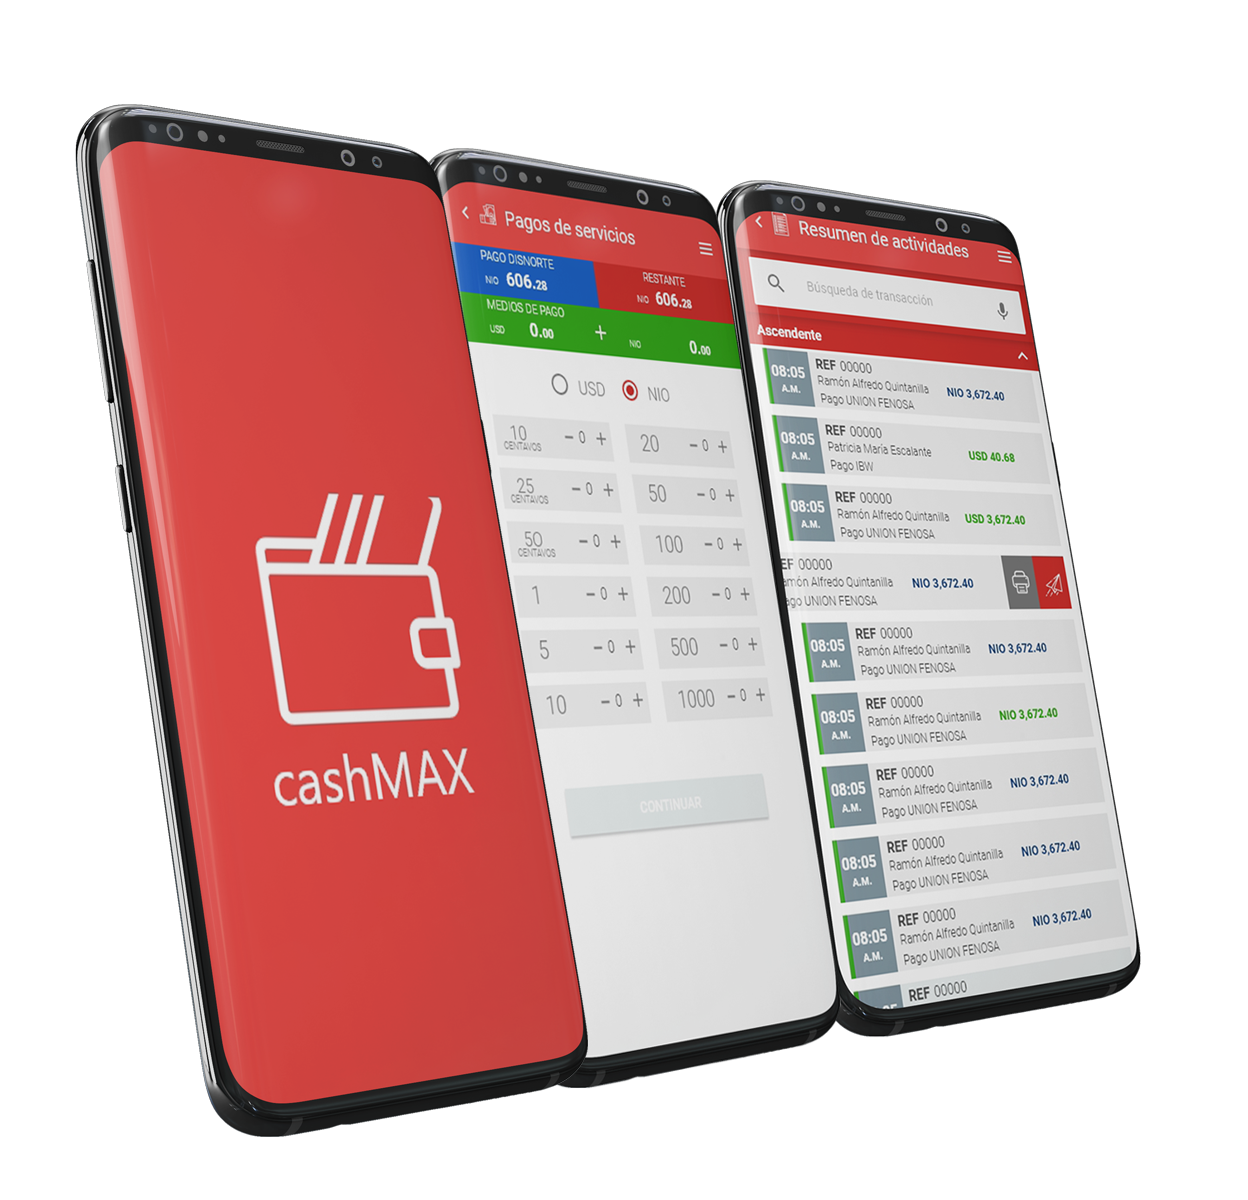 cashMAX
Pagos de servicios
PAGO DISNORTE
NIO 606.28
RESTANTE
NIO 606.28
MEDIOS DE PAGO
USD 0.00 + NIO 0.00
USD NIO
10 CENTAVOS − 0 +
20 − 0 +
25 CENTAVOS − 0 +
50 − 0 +
50 CENTAVOS − 0 +
100 − 0 +
1 − 0 +
200 − 0 +
5 − 0 +
500 − 0 +
10 − 0 +
1000 − 0 +
CONTINUAR
Resumen de actividades
Búsqueda de transacción
Ascendente
08:05 A.M.
REF 00000
Ramón Alfredo Quintanilla
Pago UNION FENOSA
NIO 3,672.40
08:05 A.M.
REF 00000
Patricia María Escalante
Pago IBW
USD 40.68
08:05 A.M.
REF 00000
Ramón Alfredo Quintanilla
Pago UNION FENOSA
USD 3,672.40
EF 00000
amón Alfredo Quintanilla
ago UNION FENOSA
NIO 3,672.40
08:05 A.M.
REF 00000
Ramón Alfredo Quintanilla
Pago UNION FENOSA
NIO 3,672.40
08:05 A.M.
REF 00000
Ramón Alfredo Quintanilla
Pago UNION FENOSA
NIO 3,672.40
08:05 A.M.
REF 00000
Ramón Alfredo Quintanilla
Pago UNION FENOSA
NIO 3,672.40
08:05 A.M.
REF 00000
Ramón Alfredo Quintanilla
Pago UNION FENOSA
NIO 3,672.40
08:05 A.M.
REF 00000
Ramón Alfredo Quintanilla
Pago UNION FENOSA
NIO 3,672.40
REF 00000